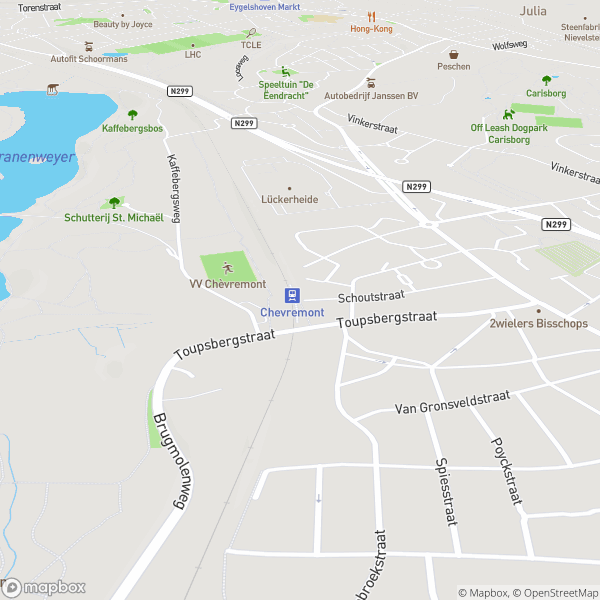 Torenstraat
Eygelshoven Markt
Julia
Beauty by Joyce
Hong-Kong
Steenfabriek
Nievelstein
TCLE
Wolfsweg
Autofit Schoormans
LHC
Peschen
Speeltuin "De
Eendracht"
N299
Autobedrijf Janssen BV
Carisborg
N299
Kaffebergsbos
Vinkerstraat
Off Leash Dogpark
Carisborg
Kaffebergsweg
Vinkerstraat
N299
Lückerheide
Schutterij St. Michaël
N299
VV Chèvremont
Schoutstraat
Chevremont
Toupsbergstraat
2wielers Bisschops
Toupsbergstraat
Van Gronsveldstraat
Brugmolenweg
Poyckstraat
Spiesstraat
broekstraat
mapbox
© Mapbox, © OpenStreetMap